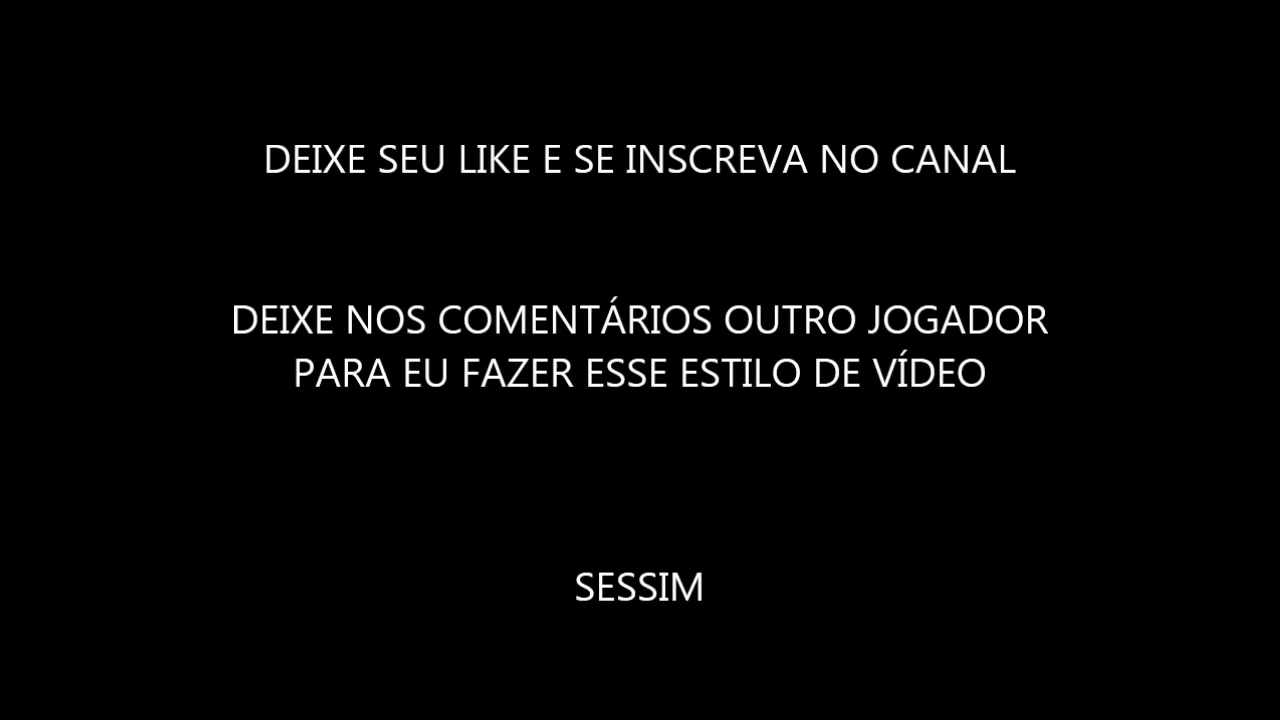 DEIXE SEU LIKE E SE INSCREVA NO CANAL
DEIXE NOS COMENTÁRIOS OUTRO JOGADOR
PARA EU FAZER ESSE ESTILO DE VÍDEO
SESSIM